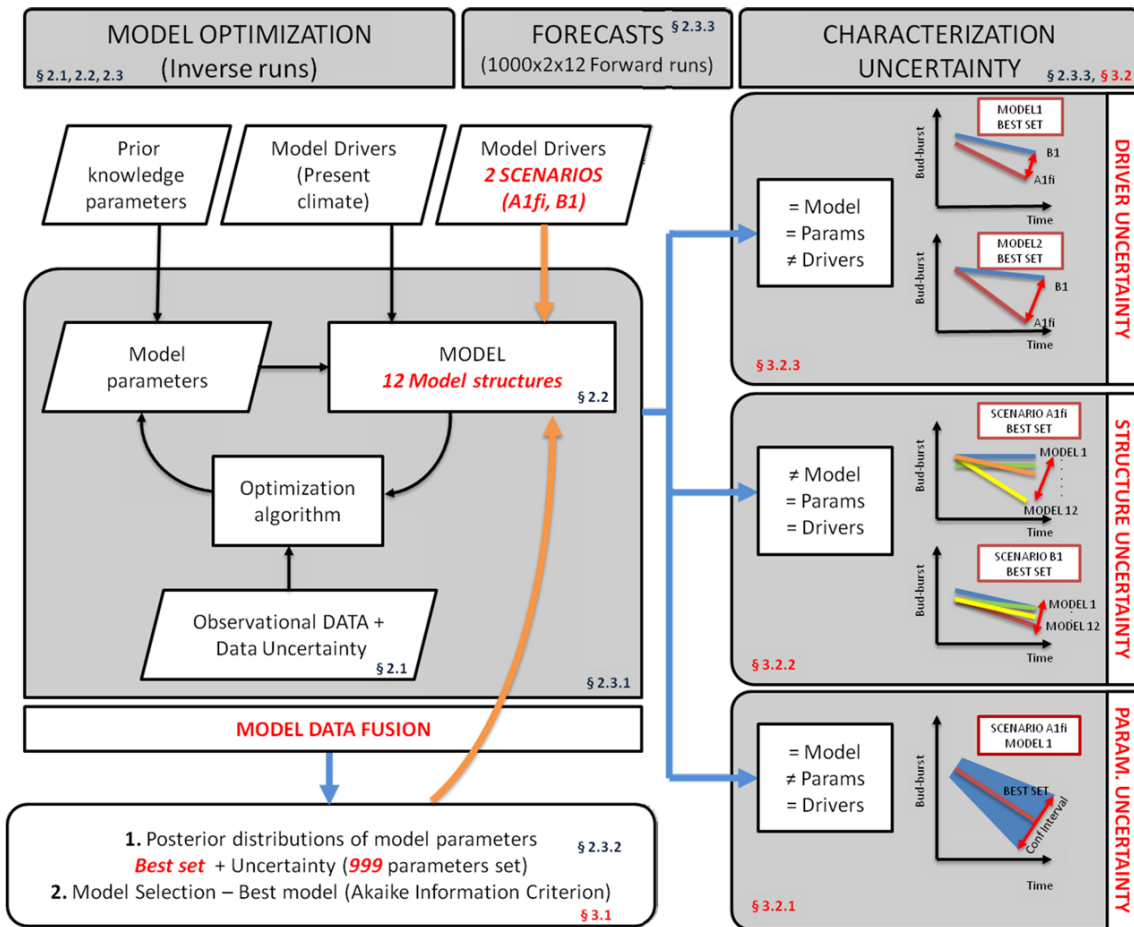 MODEL OPTIMIZATION
(Inverse runs)
§ 2.1, 2.2, 2.3
FORECASTS § 2.3.3
(1000x2x12 Forward runs)
CHARACTERIZATION
UNCERTAINTY
§ 2.3.3, § 3.2
Prior
knowledge
parameters
Model Drivers
(Present
climate)
Model Drivers
2 SCENARIOS
(A1fi, B1)
Model
parameters
MODEL
12 Model structures
§ 2.2
Optimization
algorithm
Observational DATA +
Data Uncertainty
§ 2.1
§ 2.3.1
MODEL DATA FUSION
1. Posterior distributions of model parameters
§ 2.3.2
Best set + Uncertainty (999 parameters set)
2. Model Selection – Best model (Akaike Information Criterion)
§ 3.1
= Model
= Params
≠ Drivers
§ 3.2.3
MODEL1
BEST SET
Bud-burst
B1
A1fi
Time
MODEL2
BEST SET
Bud-burst
B1
A1fi
Time
DRIVER UNCERTAINTY
≠ Model
= Params
= Drivers
§ 3.2.2
SCENARIO A1fi
BEST SET
Bud-burst
MODEL 1
MODEL 12
Time
SCENARIO B1
BEST SET
Bud-burst
MODEL 1
MODEL 12
Time
STRUCTURE UNCERTAINTY
= Model
≠ Params
= Drivers
§ 3.2.1
SCENARIO A1fi
MODEL 1
Bud-burst
BEST SET
Conf Interval
Time
PARAM. UNCERTAINTY